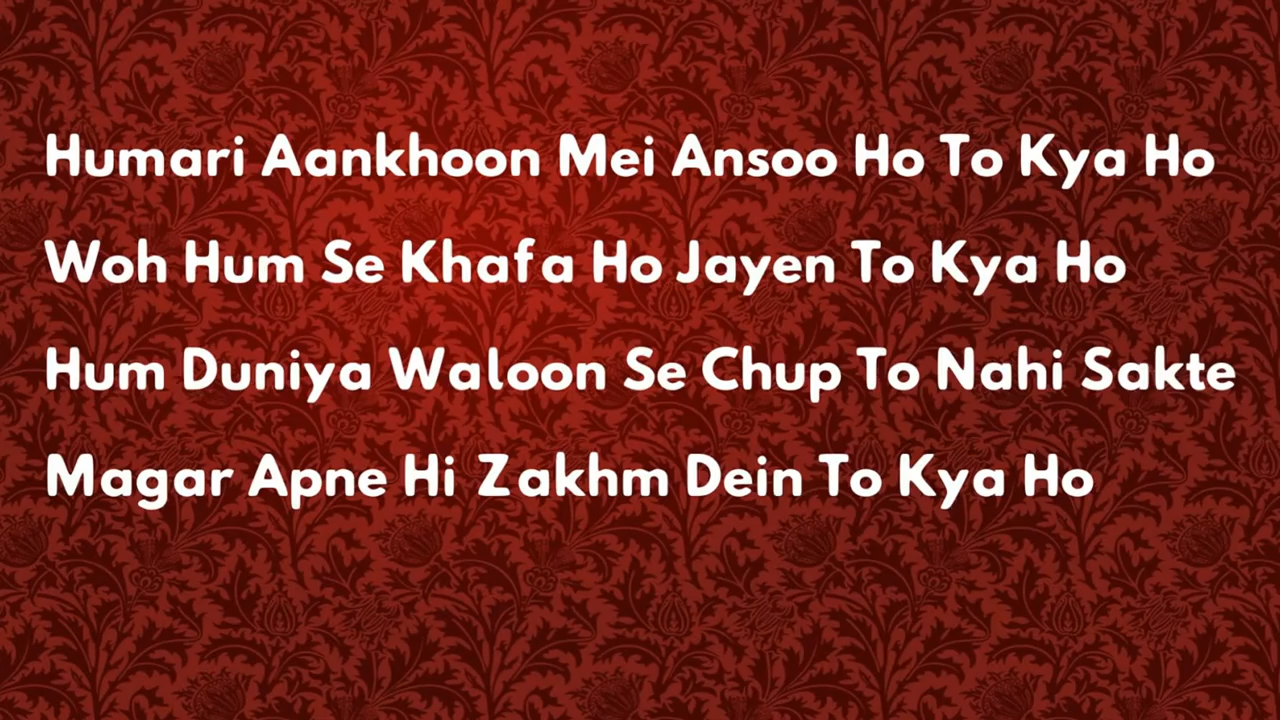 Humari Aankhoon Mei Ansoo Ho To Kya Ho
Woh Hum Se Khafa Ho Jayen To Kya Ho
Hum Duniya Waloon Se Chup To Nahi Sakte
Magar Apne Hi Zakhm Dein To Kya Ho